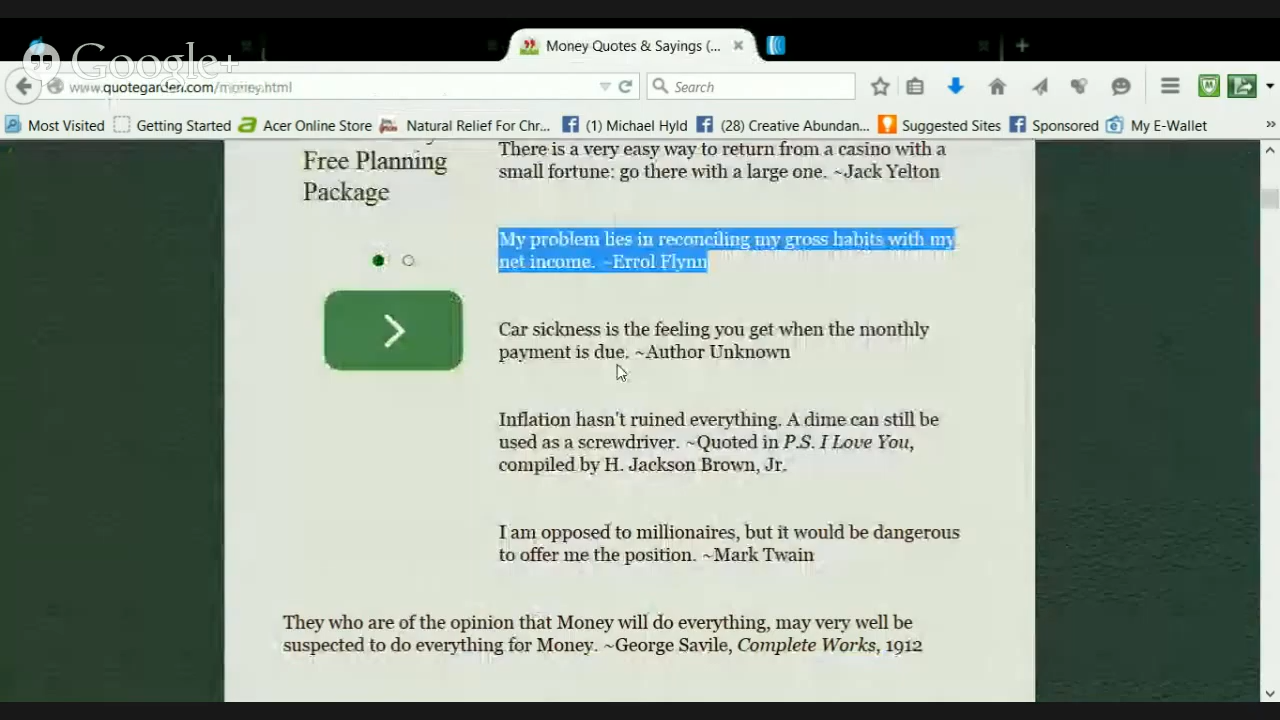 Google+
Money Quotes & Sayings (...
www.quotegarden.com/money.html
Search
Most Visited
Getting Started
Acer Online Store
Natural Relief For Chr...
(1) Michael Hyld
(28) Creative Abundan...
Suggested Sites
Sponsored
My E-Wallet
Free Planning
Package
There is a very easy way to return from a casino with a
small fortune: go there with a large one. ~Jack Yelton
My problem lies in reconciling my gross habits with my
net income. ~Errol Flynn
Car sickness is the feeling you get when the monthly
payment is due. ~Author Unknown
Inflation hasn't ruined everything. A dime can still be
used as a screwdriver. ~Quoted in P.S. I Love You,
compiled by H. Jackson Brown, Jr.
I am opposed to millionaires, but it would be dangerous
to offer me the position. ~Mark Twain
They who are of the opinion that Money will do everything, may very well be
suspected to do everything for Money. ~George Savile, Complete Works, 1912